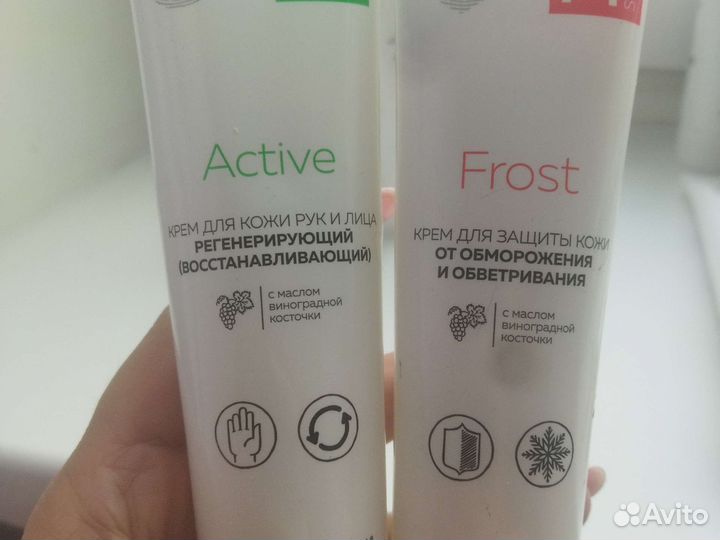 Active
КРЕМ ДЛЯ КОЖИ РУК И ЛИЦА
РЕГЕНЕРИРУЮЩИЙ
(ВОССТАНАВЛИВАЮЩИЙ)
С МАСЛОМ
ВИНОГРАДНОЙ
КОСТОЧКИ
Frost
КРЕМ ДЛЯ ЗАЩИТЫ КОЖИ
ОТ ОБМОРОЖЕНИЯ
И ОБВЕТРИВАНИЯ
С МАСЛОМ
ВИНОГРАДНОЙ
КОСТОЧКИ
Avito